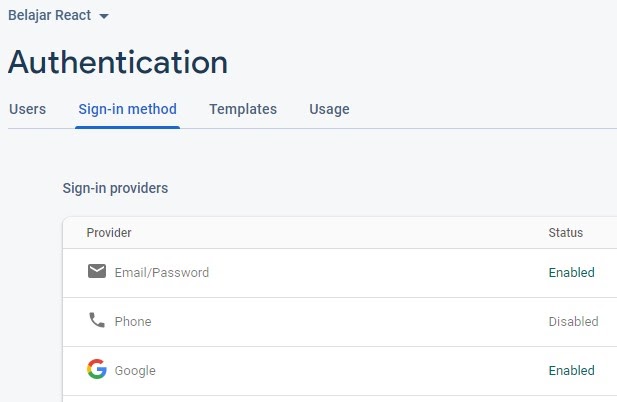 Belajar React
Authentication
Users Sign-in method Templates Usage
Sign-in providers
Provider Status
Email/Password Enabled
Phone Disabled
Google Enabled